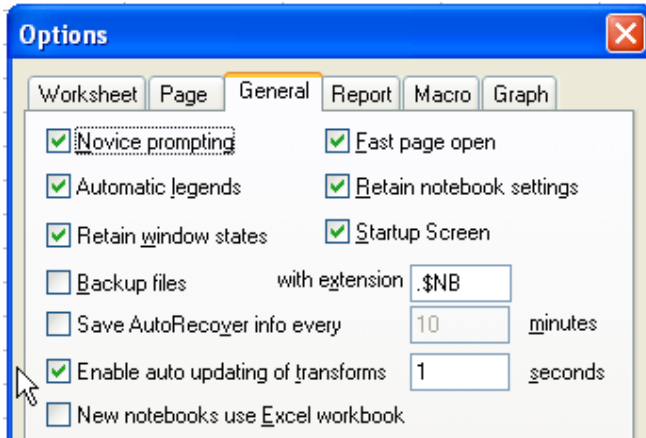 Options
Worksheet Page General Report Macro Graph
Novice prompting Fast page open
Automatic legends Retain notebook settings
Retain window states Startup Screen
Backup files with extension .$NB
Save AutoRecover info every 10 minutes
Enable auto updating of transforms 1 seconds
New notebooks use Excel workbook